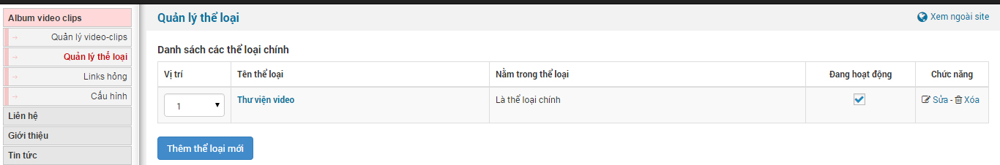 Album video clips
Quản lý video-clips
Quản lý thể loại
Links hỏng
Cấu hình
Liên hệ
Giới thiệu
Tin tức
Quản lý thể loại
Xem ngoài site
Danh sách các thể loại chính
Vị trí Tên thể loại Nằm trong thể loại Đang hoạt động Chức năng
1 Thư viện video Là thể loại chính Sửa - Xóa
Thêm thể loại mới